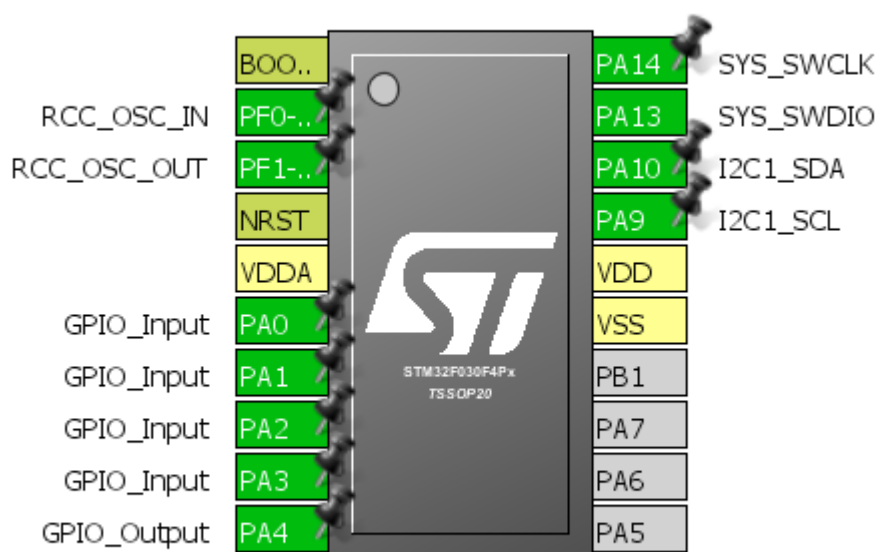 BOO..
RCC_OSC_IN PF0-..
RCC_OSC_OUT PF1-..
NRST
VDDA
GPIO_Input PA0
GPIO_Input PA1
GPIO_Input PA2
GPIO_Input PA3
GPIO_Output PA4
ST
STM32F030F4Px
TSSOP20
PA14 SYS_SWCLK
PA13 SYS_SWDIO
PA10 I2C1_SDA
PA9 I2C1_SCL
VDD
VSS
PB1
PA7
PA6
PA5